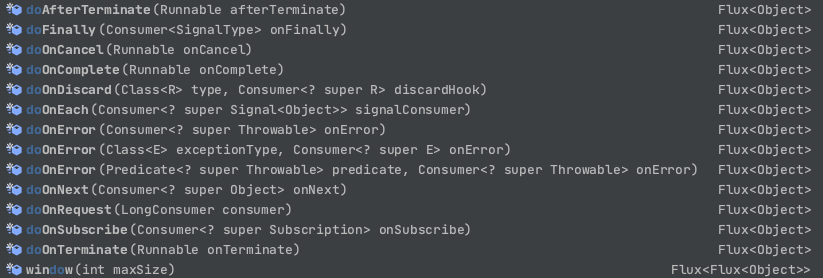 doAfterTerminate(Runnable afterTerminate) Flux<Object>
doFinally(Consumer<SignalType> onFinally) Flux<Object>
doOnCancel(Runnable onCancel) Flux<Object>
doOnComplete(Runnable onComplete) Flux<Object>
doOnDiscard(Class<R> type, Consumer<? super R> discardHook) Flux<Object>
doOnEach(Consumer<? super Signal<Object>> signalConsumer) Flux<Object>
doOnError(Consumer<? super Throwable> onError) Flux<Object>
doOnError(Class<E> exceptionType, Consumer<? super E> onError) Flux<Object>
doOnError(Predicate<? super Throwable> predicate, Consumer<? super Throwable> onError) Flux<Object>
doOnNext(Consumer<? super Object> onNext) Flux<Object>
doOnRequest(LongConsumer consumer) Flux<Object>
doOnSubscribe(Consumer<? super Subscription> onSubscribe) Flux<Object>
doOnTerminate(Runnable onTerminate) Flux<Object>
window(int maxSize) Flux<Flux<Object>>